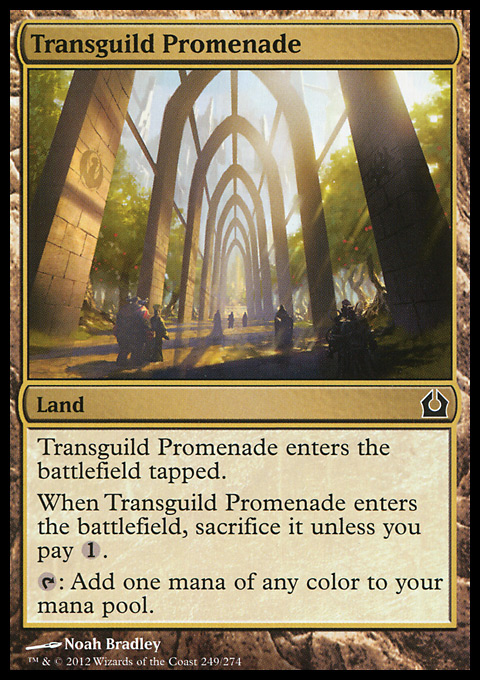 Transguild Promenade
Land
Transguild Promenade enters the
battlefield tapped.
When Transguild Promenade enters
the battlefield, sacrifice it unless you
pay 1.
: Add one mana of any color to your
mana pool.
Noah Bradley
™ & © 2012 Wizards of the Coast 249/274